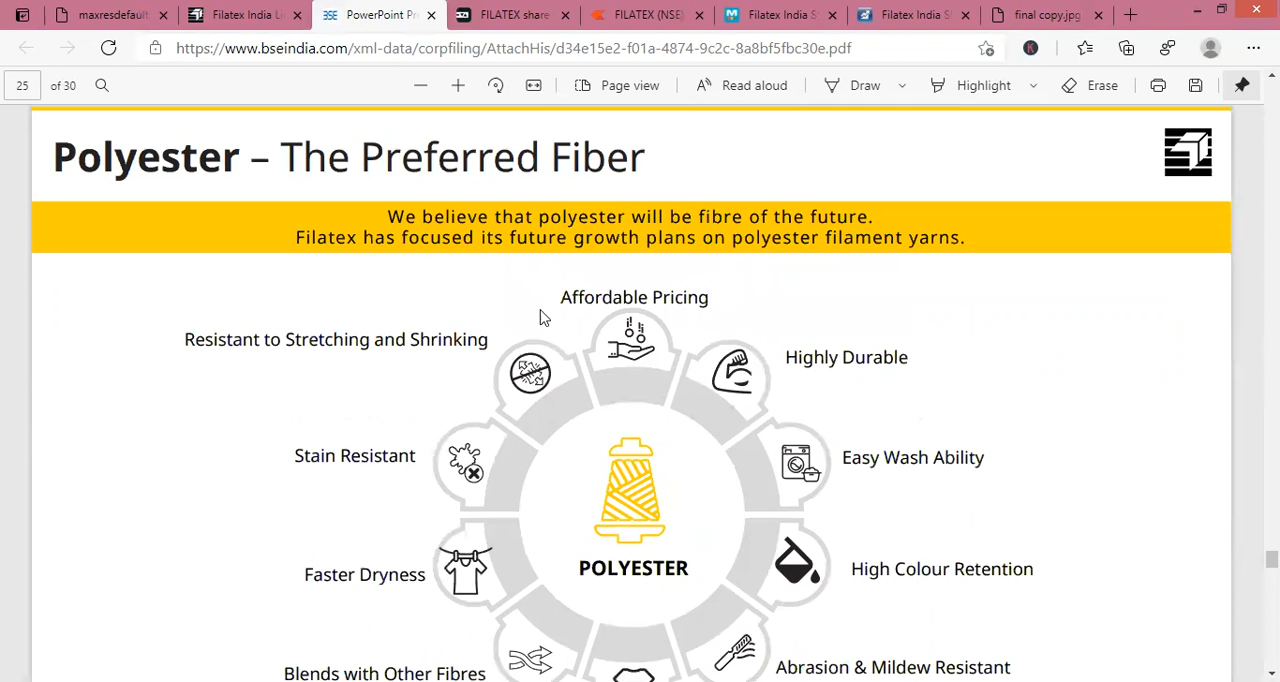 maxresdefault
Filatex India Li
PowerPoint Pr
FILATEX share
FILATEX (NSE)
Filatex India S
Filatex India S
final copy.jpg
https://www.bseindia.com/xml-data/corpfiling/AttachHis/d34e15e2-f01a-4874-9c2c-8a8bf5fbc30e.pdf
K
25 of 30
Page view
Read aloud
Draw
Highlight
Erase
Polyester – The Preferred Fiber
We believe that polyester will be fibre of the future.
Filatex has focused its future growth plans on polyester filament yarns.
Affordable Pricing
Resistant to Stretching and Shrinking
Highly Durable
Stain Resistant
Easy Wash Ability
POLYESTER
Faster Dryness
High Colour Retention
Blends with Other Fibres
Abrasion & Mildew Resistant